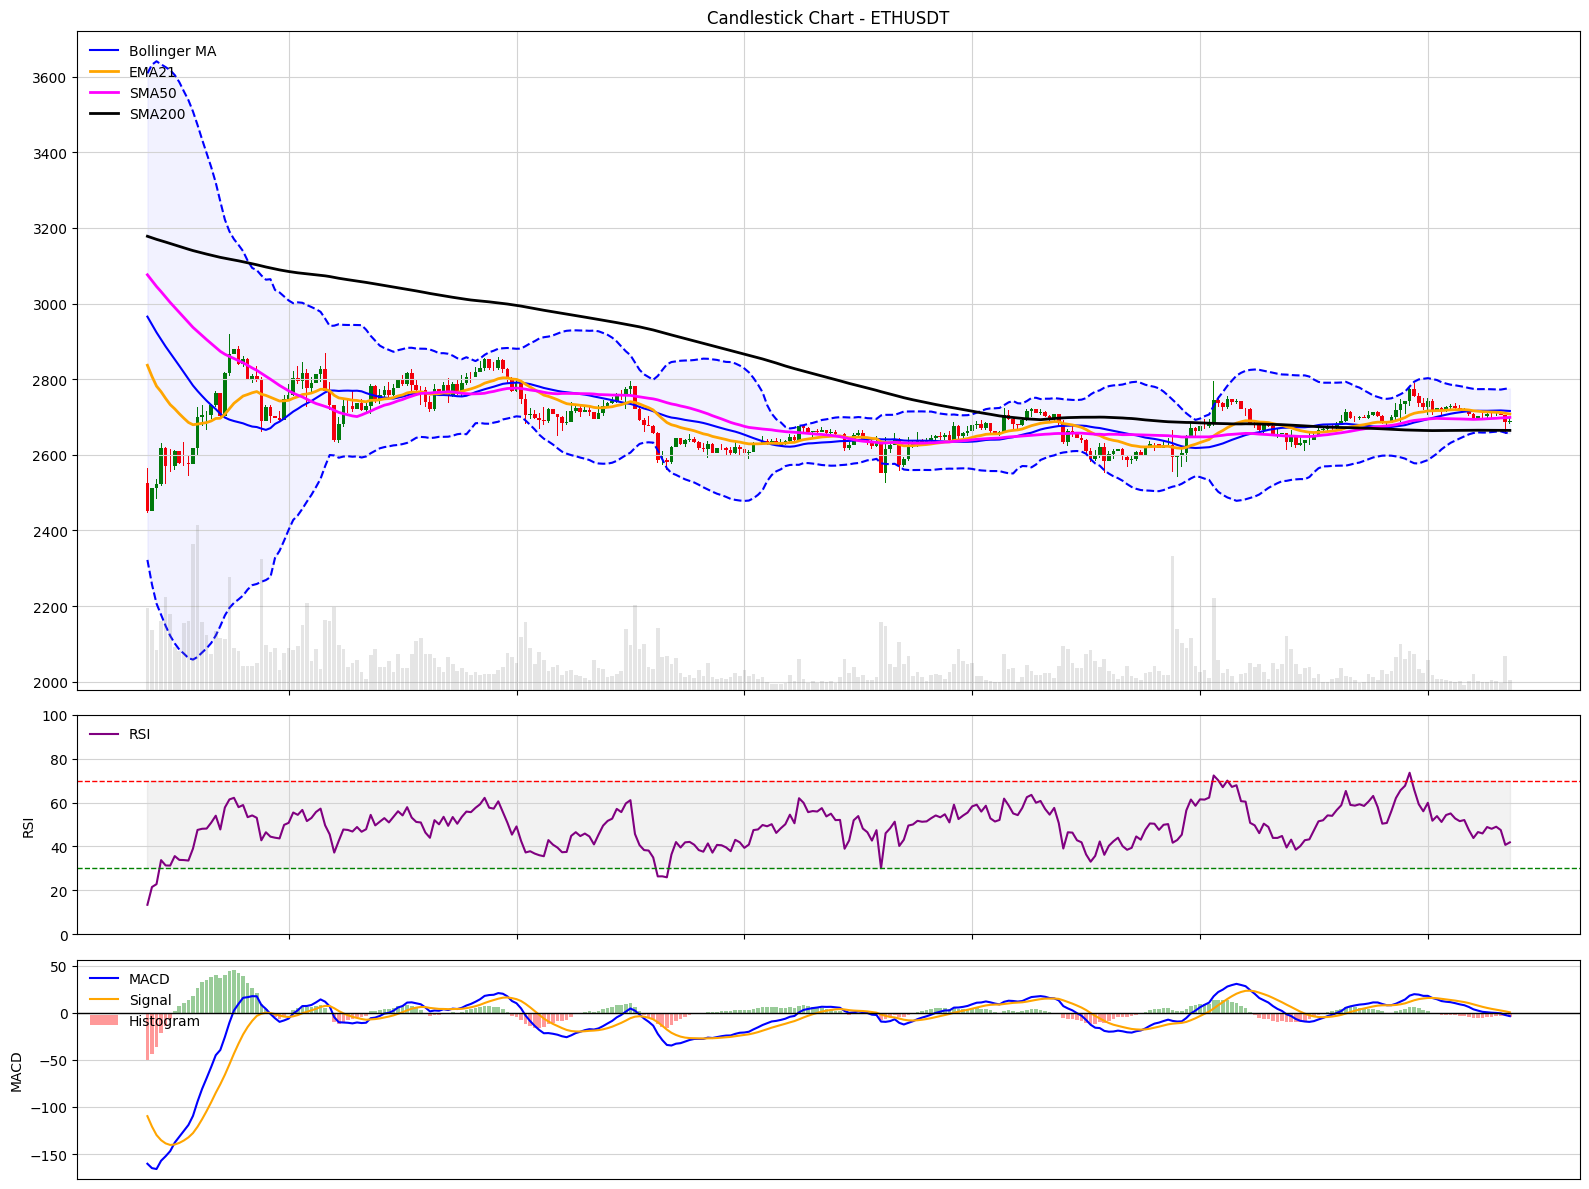 Candlestick Chart - ETHUSDT
Bollinger MA
EMA21
SMA50
SMA200
3600
3400
3200
3000
2800
2600
2400
2200
2000
RSI
100
80
60
40
20
0
RSI
MACD
Signal
Histogram
50
0
−50
−100
−150
MACD